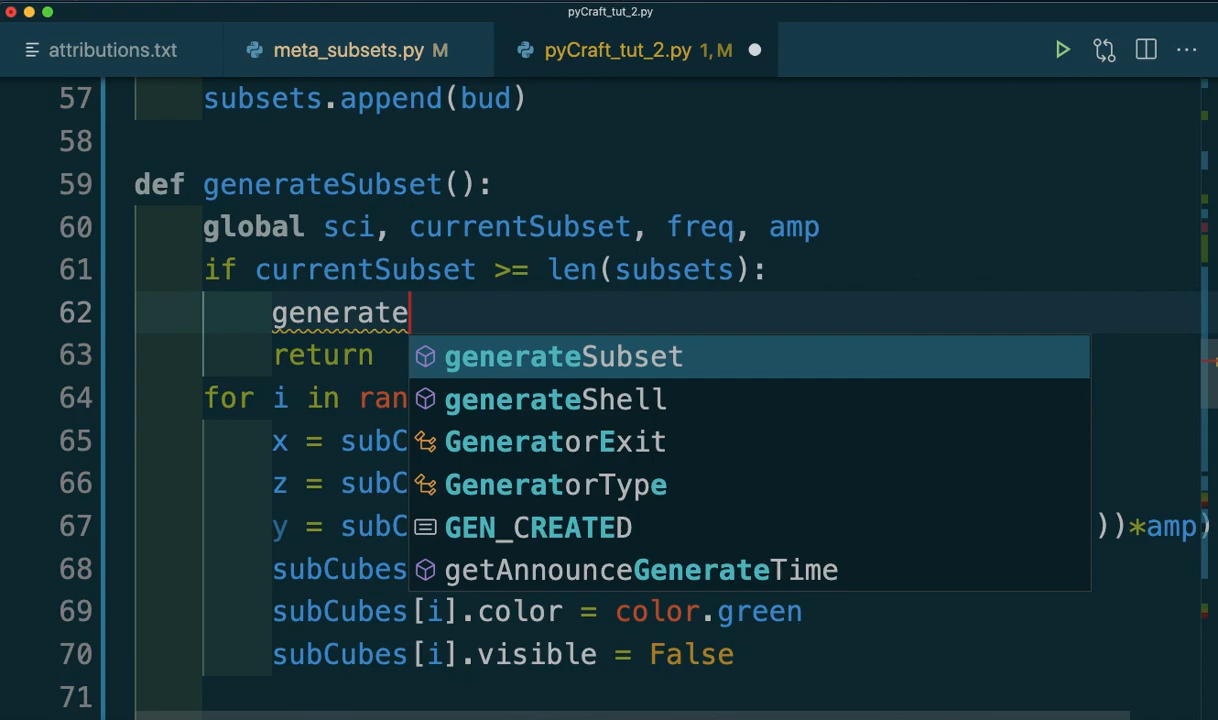 pyCraft_tut_2.py
attributions.txt meta_subsets.py M pyCraft_tut_2.py 1, M
57 subsets.append(bud)
58
59 def generateSubset():
60 global sci, currentSubset, freq, amp
61 if currentSubset >= len(subsets):
62 generate
63 return generateSubset
64 for i in ran generateShell
65 x = subC GeneratorExit
66 z = subC GeneratorType
67 y = subC GEN_CREATED ))*amp)
68 subCubes getAnnounceGenerateTime
69 subCubes[i].color = color.green
70 subCubes[i].visible = False
71